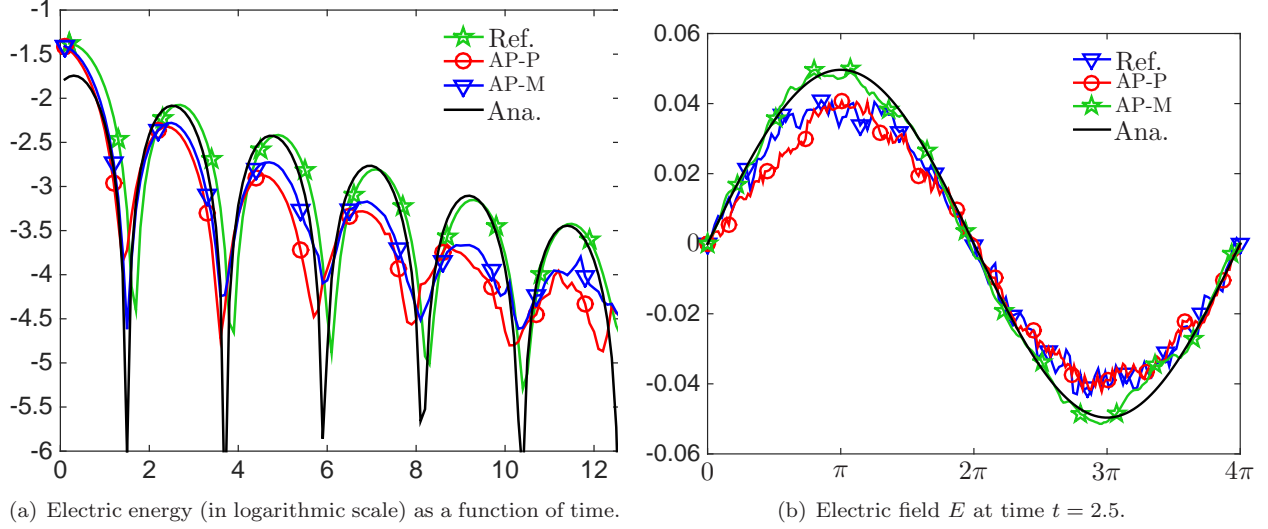 -1
-1.5
-2
-2.5
-3
-3.5
-4
-4.5
-5
-5.5
-6
0 2 4 6 8 10 12
Ref.
AP-P
AP-M
Ana.
(a) Electric energy (in logarithmic scale) as a function of time.
0.06
0.04
0.02
0
-0.02
-0.04
-0.06
0 π 2π 3π 4π
Ref.
AP-P
AP-M
Ana.
(b) Electric field E at time t = 2.5.